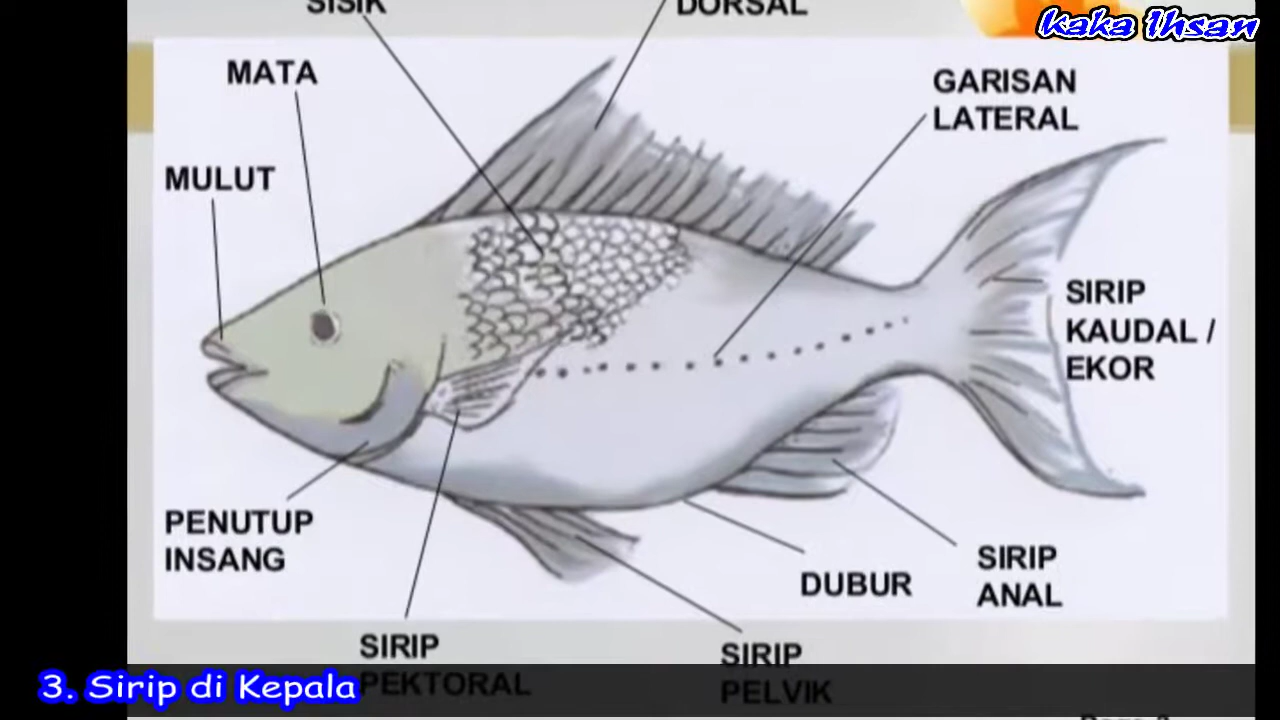 SISIK
DORSAL
kaka Ihsan
MATA
GARISAN
LATERAL
MULUT
SIRIP
KAUDAL /
EKOR
PENUTUP
INSANG
DUBUR
SIRIP
ANAL
SIRIP
PEKTORAL
SIRIP
PELVIK
3. Sirip di Kepala